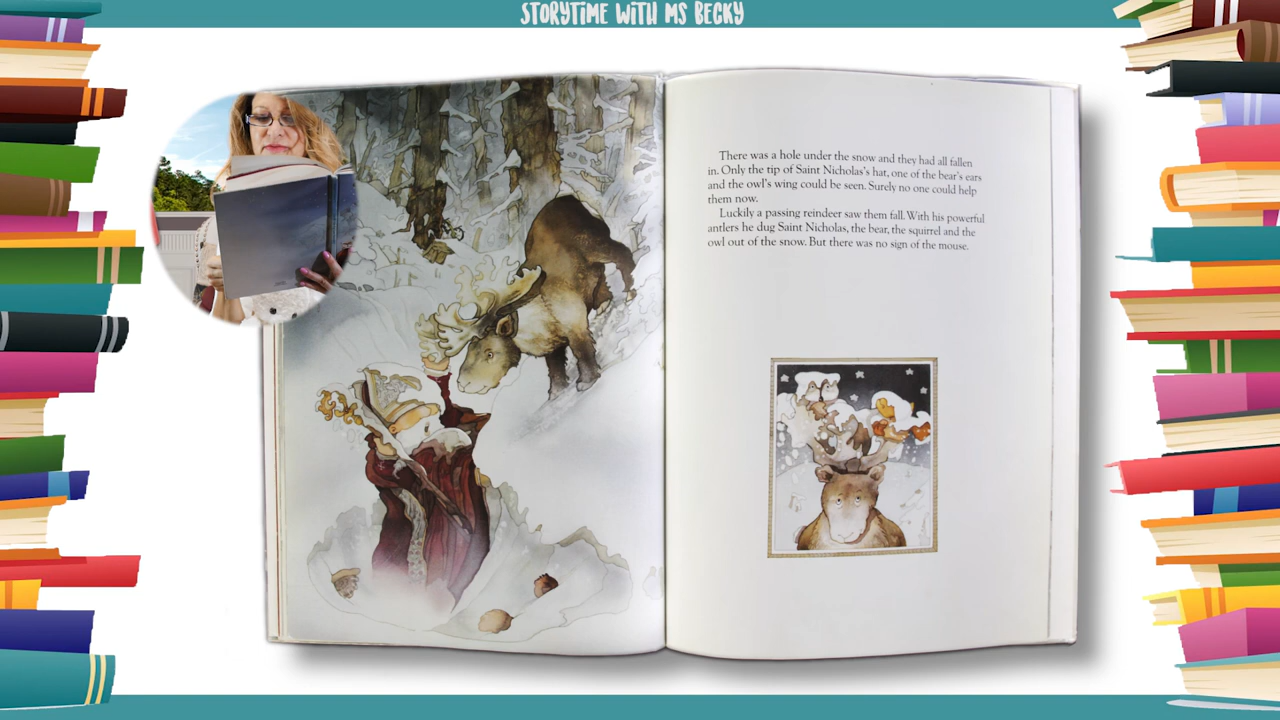 STORYTIME WITH MS BECKY
There was a hole under the snow and they had all fallen
in. Only the tip of Saint Nicholas's hat, one of the bear's ears
and the owl's wing could be seen. Surely no one could help
them now.
Luckily a passing reindeer saw them fall. With his powerful
antlers he dug Saint Nicholas, the bear, the squirrel and the
owl out of the snow. But there was no sign of the mouse.